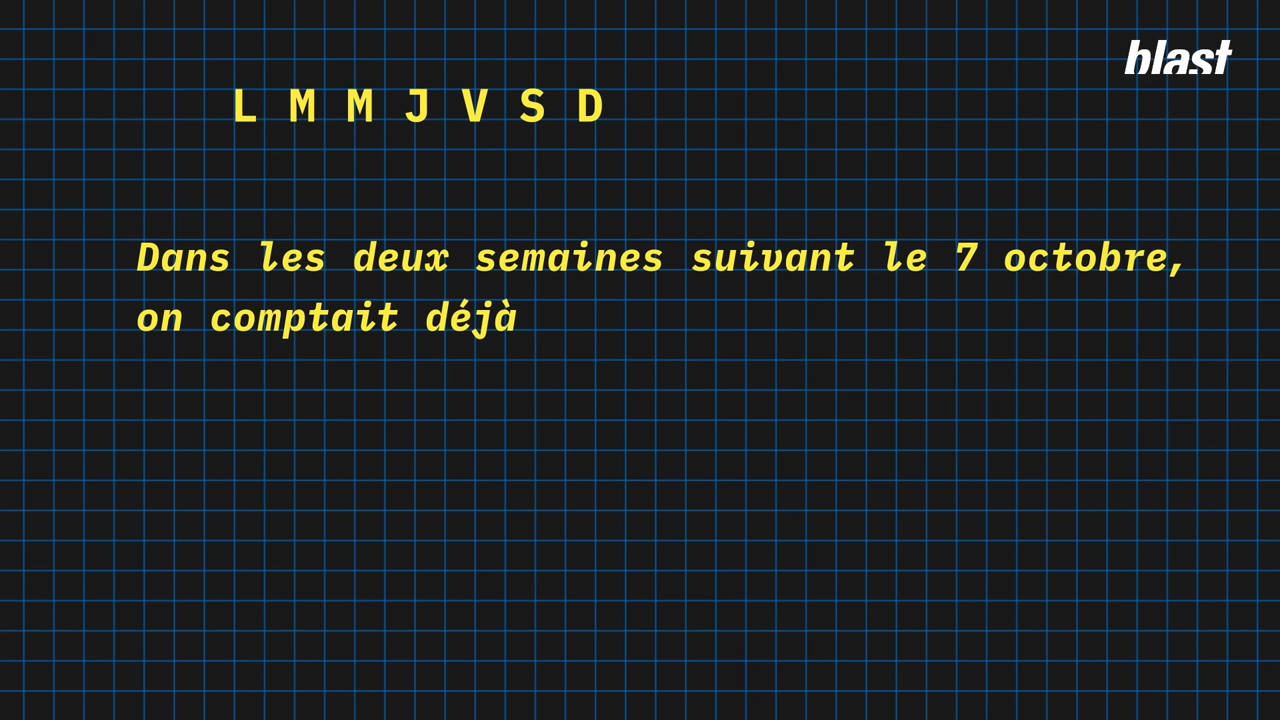 blast
L M M J V S D
Dans les deux semaines suivant le 7 octobre,
on comptait déjà